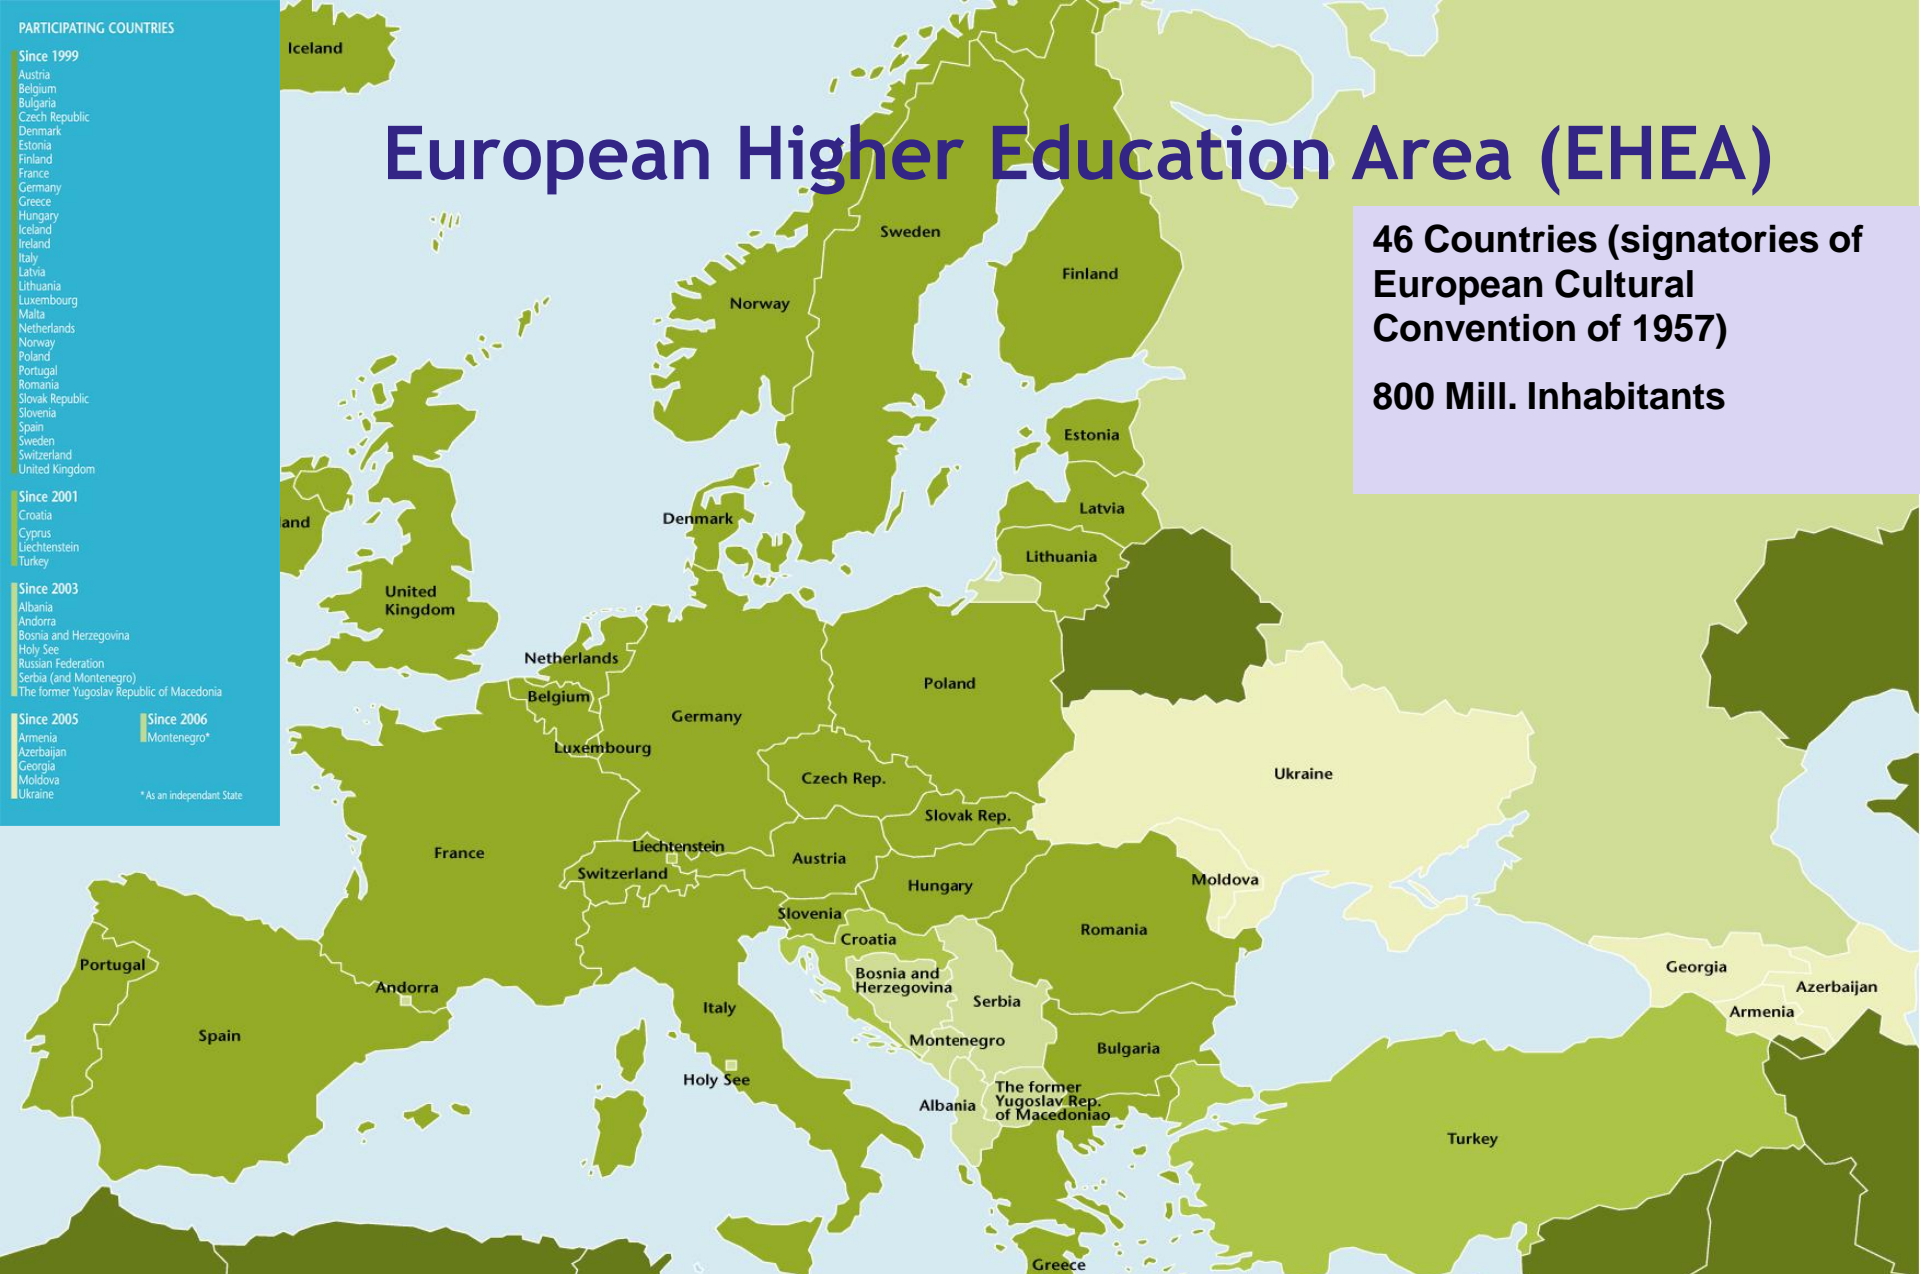 PARTICIPATING COUNTRIES
Since 1999
Austria
Belgium
Bulgaria
Czech Republic
Denmark
Estonia
Finland
France
Germany
Greece
Hungary
Iceland
Ireland
Italy
Latvia
Lithuania
Luxembourg
Malta
Netherlands
Norway
Poland
Portugal
Romania
Slovak Republic
Slovenia
Spain
Sweden
Switzerland
United Kingdom
Since 2001
Croatia
Cyprus
Liechtenstein
Turkey
Since 2003
Albania
Andorra
Bosnia and Herzegovina
Holy See
Russian Federation
Serbia (and Montenegro)
The former Yugoslav Republic of Macedonia
Since 2005
Armenia
Azerbaijan
Georgia
Moldova
Ukraine
Since 2006
Montenegro*
*As an independant State
European Higher Education Area (EHEA)
46 Countries (signatories of
European Cultural
Convention of 1957)
800 Mill. Inhabitants
Iceland
Sweden
Finland
Norway
Estonia
Latvia
Denmark
land
Lithuania
United
Kingdom
Netherlands
Poland
Belgium
Germany
Luxembourg
Ukraine
Czech Rep.
Slovak Rep.
Liechtenstein
France
Austria
Switzerland
Moldova
Hungary
Slovenia
Romania
Croatia
Portugal
Georgia
Bosnia and
Herzegovina
Andorra
Azerbaijan
Serbia
Italy
Armenia
Spain
Montenegro
Bulgaria
Holy See
The former
Yugoslav Rep.
of Macedoniao
Albania
Turkey
Greece